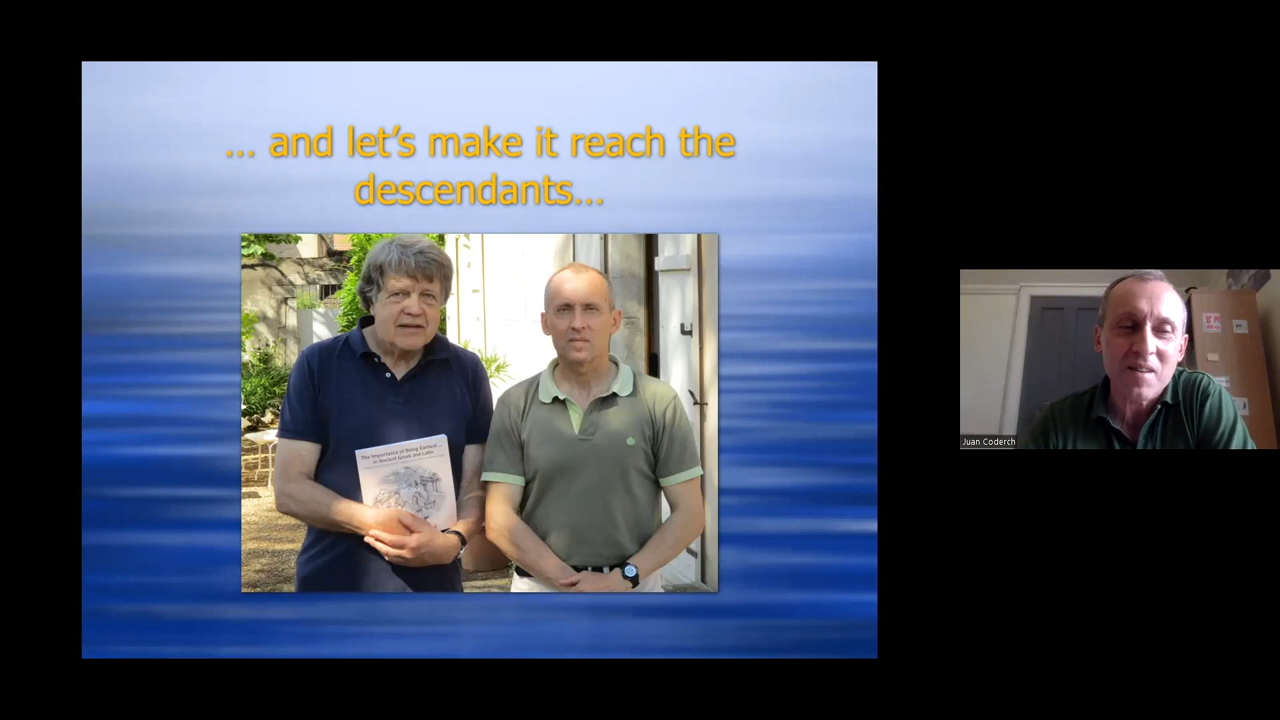 ... and let's make it reach the
descendants...
The Importance of Being Earnest ...
in Ancient Greek and Latin
Juan Coderch